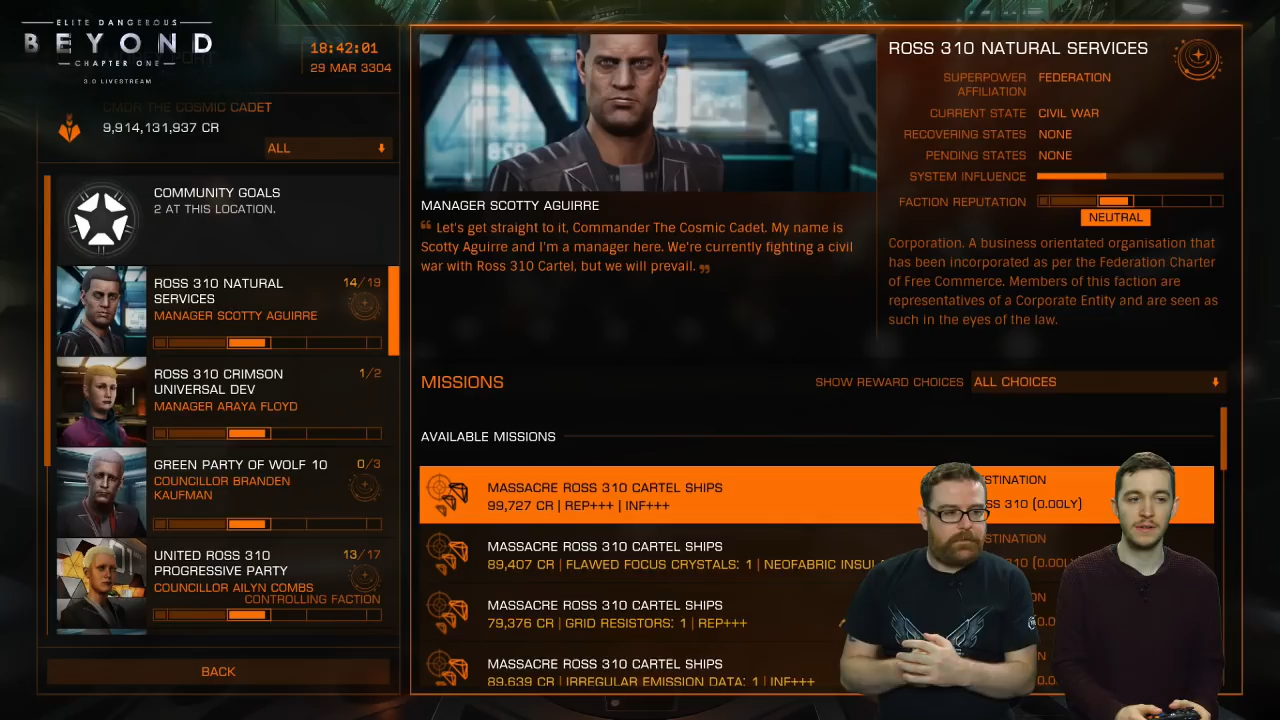 ELITE DANGEROUS
BEYOND
CHAPTER ONE
3.0 LIVESTREAM
18:42:01
29 MAR 3304
CMDR THE COSMIC CADET
9,914,131,937 CR
ALL
COMMUNITY GOALS
2 AT THIS LOCATION.
ROSS 310 NATURAL SERVICES
14/19
MANAGER SCOTTY AGUIRRE
ROSS 310 CRIMSON UNIVERSAL DEV
1/2
MANAGER ARAYA FLOYD
GREEN PARTY OF WOLF 10
0/3
COUNCILLOR BRANDEN KAUFMAN
UNITED ROSS 310 PROGRESSIVE PARTY
13/17
COUNCILLOR AILYN COMBS
CONTROLLING FACTION
BACK
MANAGER SCOTTY AGUIRRE
“ Let's get straight to it, Commander The Cosmic Cadet. My name is
Scotty Aguirre and I'm a manager here. We're currently fighting a civil
war with Ross 310 Cartel, but we will prevail. ”
ROSS 310 NATURAL SERVICES
SUPERPOWER AFFILIATION FEDERATION
CURRENT STATE CIVIL WAR
RECOVERING STATES NONE
PENDING STATES NONE
SYSTEM INFLUENCE
FACTION REPUTATION
NEUTRAL
Corporation. A business orientated organisation that
has been incorporated as per the Federation Charter
of Free Commerce. Members of this faction are
representatives of a Corporate Entity and are seen as
such in the eyes of the law.
MISSIONS
SHOW REWARD CHOICES ALL CHOICES
AVAILABLE MISSIONS
MASSACRE ROSS 310 CARTEL SHIPS
99,727 CR | REP+++ | INF+++
STINATION
SS 310 (0.00LY)
MASSACRE ROSS 310 CARTEL SHIPS
89,407 CR | FLAWED FOCUS CRYSTALS: 1 | NEOFABRIC INSUL
STINATION
310 (0.00LY)
MASSACRE ROSS 310 CARTEL SHIPS
79,376 CR | GRID RESISTORS: 1 | REP+++
MASSACRE ROSS 310 CARTEL SHIPS
89,639 CR | IRREGULAR EMISSION DATA: 1 | INF+++